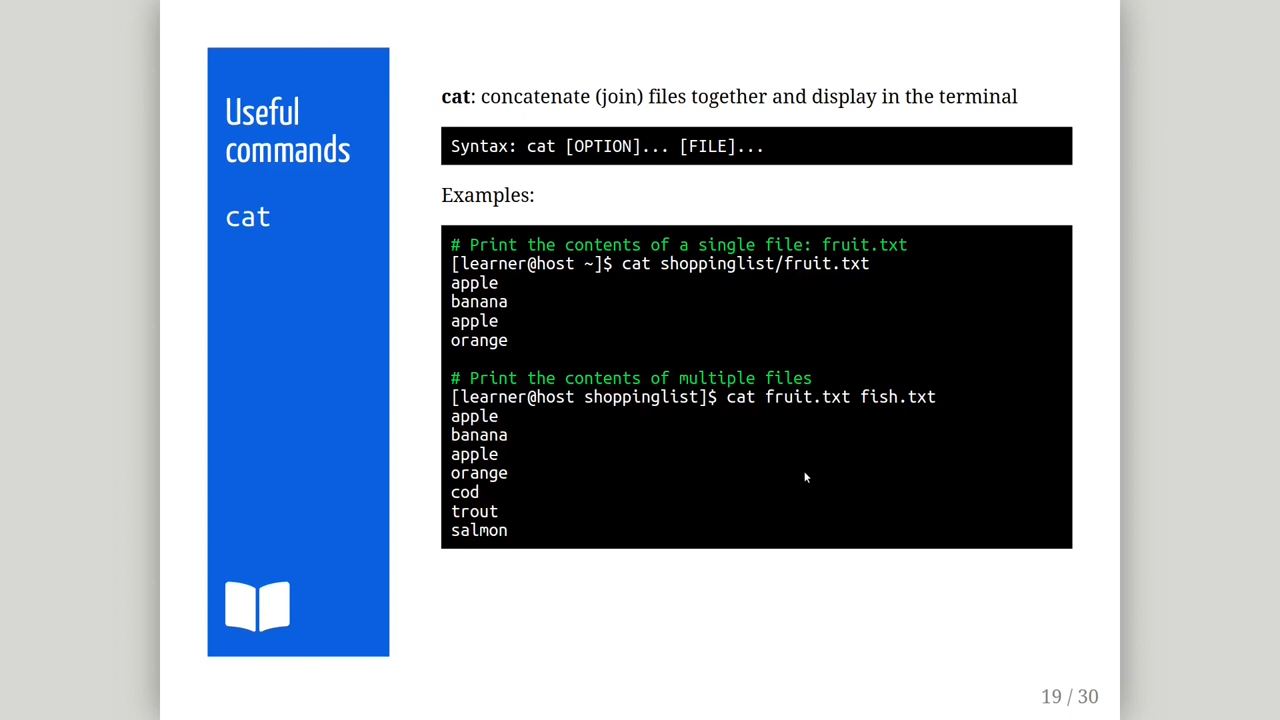 Useful
commands
cat
cat: concatenate (join) files together and display in the terminal
Syntax: cat [OPTION]... [FILE]...
Examples:
# Print the contents of a single file: fruit.txt
[learner@host ~]$ cat shoppinglist/fruit.txt
apple
banana
apple
orange
# Print the contents of multiple files
[learner@host shoppinglist]$ cat fruit.txt fish.txt
apple
banana
apple
orange
cod
trout
salmon
19 / 30